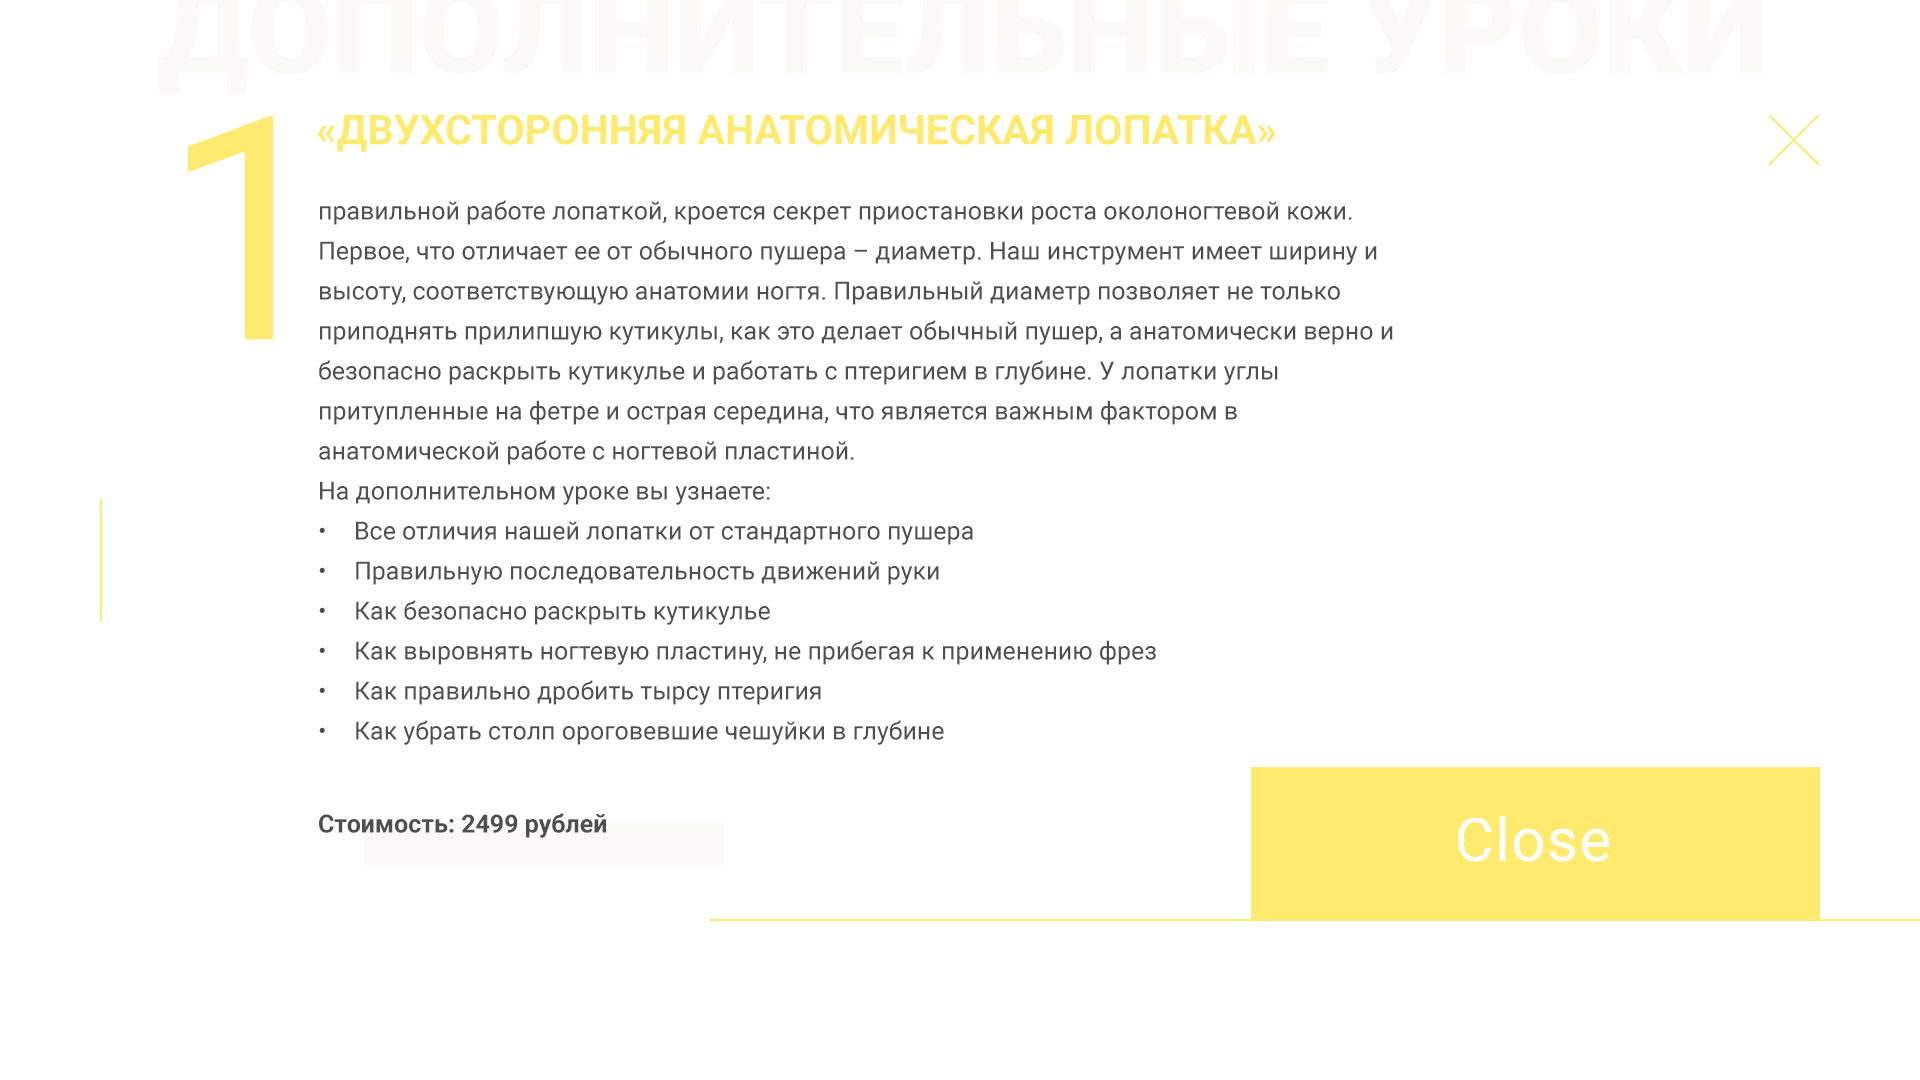 ДОПОЛНИТЕЛЬНЫЕ УРОКИ
1
«ДВУХСТОРОННЯЯ АНАТОМИЧЕСКАЯ ЛОПАТКА»
правильной работе лопаткой, кроется секрет приостановки роста околоногтевой кожи.
Первое, что отличает ее от обычного пушера – диаметр. Наш инструмент имеет ширину и
высоту, соответствующую анатомии ногтя. Правильный диаметр позволяет не только
приподнять прилипшую кутикулы, как это делает обычный пушер, а анатомически верно и
безопасно раскрыть кутикулье и работать с птеригием в глубине. У лопатки углы
притупленные на фетре и острая середина, что является важным фактором в
анатомической работе с ногтевой пластиной.
На дополнительном уроке вы узнаете:
• Все отличия нашей лопатки от стандартного пушера
• Правильную последовательность движений руки
• Как безопасно раскрыть кутикулье
• Как выровнять ногтевую пластину, не прибегая к применению фрез
• Как правильно дробить тырсу птеригия
• Как убрать столп ороговевшие чешуйки в глубине
Стоимость: 2499 рублей
Close